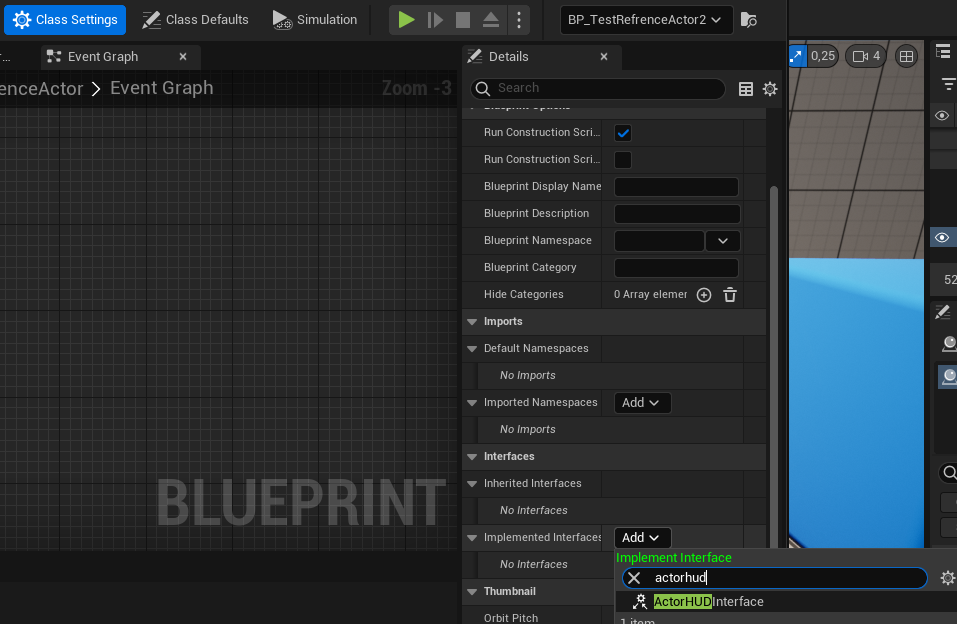 Class Settings Class Defaults Simulation BP_TestRefrenceActor2
r... Event Graph Details 0,25 4
enceActor Event Graph Zoom -3 Search
Blueprint Options
Run Construction Scri...
Run Construction Scri...
Blueprint Display Name
Blueprint Description
Blueprint Namespace
Blueprint Category
Hide Categories 0 Array elemer
52
Imports
Default Namespaces
No Imports
Imported Namespaces Add
No Imports
Interfaces
Inherited Interfaces
No Interfaces
BLUEPRINT
Implemented Interfaces Add
Implement Interface
No Interfaces
actorhud
Thumbnail
ActorHUDInterface
Orbit Pitch
1 item